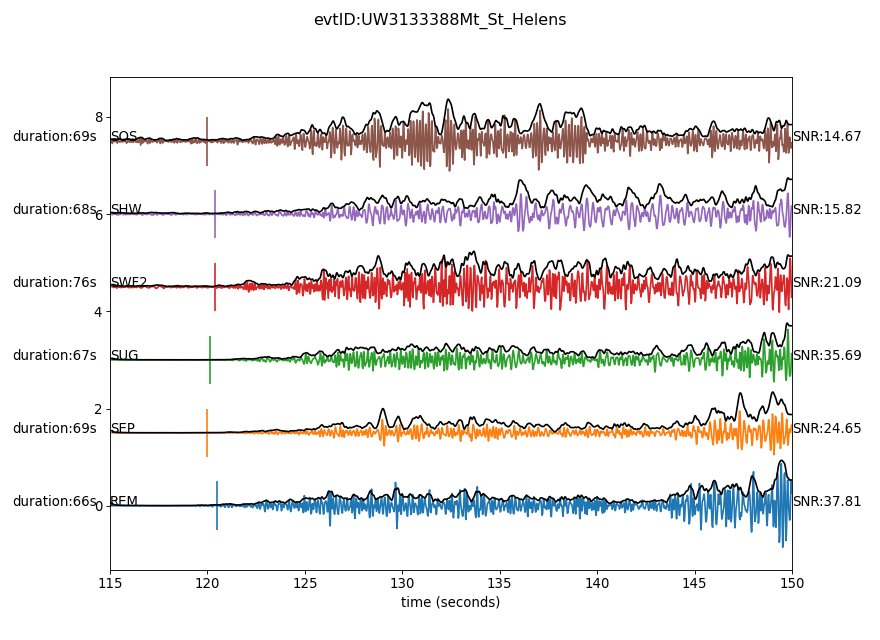 evtID:UW3133388Mt_St_Helens
8
duration:69s SOS SNR:14.67
duration:68s SHW SNR:15.82
6
duration:76s SWF2 SNR:21.09
4
duration:67s SUG SNR:35.69
2
duration:69s SEP SNR:24.65
duration:66s REM SNR:37.81
0
115 120 125 130 135 140 145 150
time (seconds)